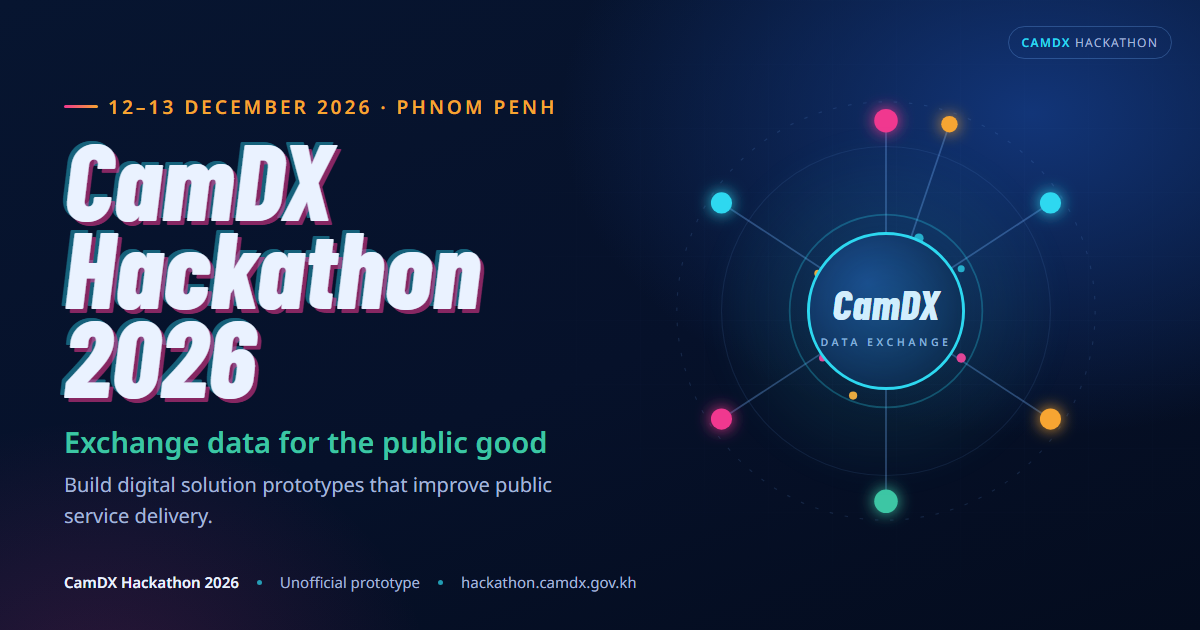 CAMDX HACKATHON
12–13 DECEMBER 2026 · PHNOM PENH
CamDX
Hackathon
2026
Exchange data for the public good
Build digital solution prototypes that improve public
service delivery.
CamDX
DATA EXCHANGE
CamDX Hackathon 2026 • Unofficial prototype • hackathon.camdx.gov.kh